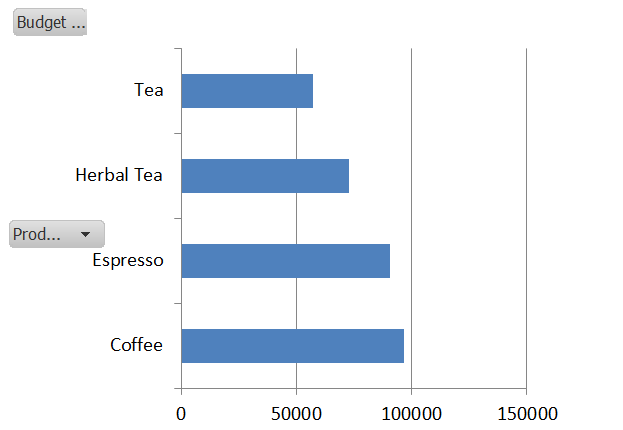 Budget ...
Tea
Herbal Tea
Prod...
Espresso
Coffee
0 50000 100000 150000